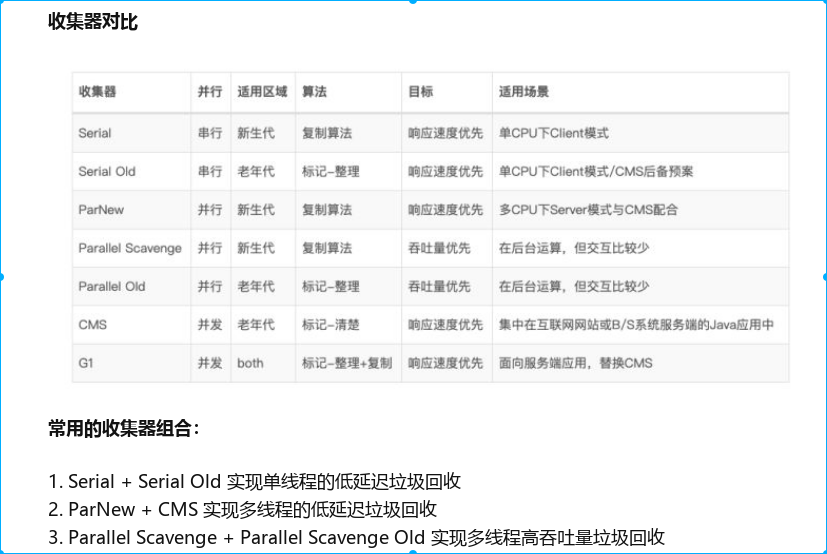 收集器对比
收集器 并行 适用区域 算法 目标 适用场景
Serial 串行 新生代 复制算法 响应速度优先 单CPU下Client模式
Serial Old 串行 老年代 标记-整理 响应速度优先 单CPU下Client模式/CMS后备预案
ParNew 并行 新生代 复制算法 响应速度优先 多CPU下Server模式与CMS配合
Parallel Scavenge 并行 新生代 复制算法 吞吐量优先 在后台运算，但交互比较少
Parallel Old 并行 老年代 标记-整理 吞吐量优先 在后台运算，但交互比较少
CMS 并发 老年代 标记-清楚 响应速度优先 集中在互联网网站或B/S系统服务端的Java应用中
G1 并发 both 标记-整理+复制 响应速度优先 面向服务端应用，替换CMS
常用的收集器组合：
1. Serial + Serial Old 实现单线程的低延迟垃圾回收
2. ParNew + CMS 实现多线程的低延迟垃圾回收
3. Parallel Scavenge + Parallel Scavenge Old 实现多线程高吞吐量垃圾回收